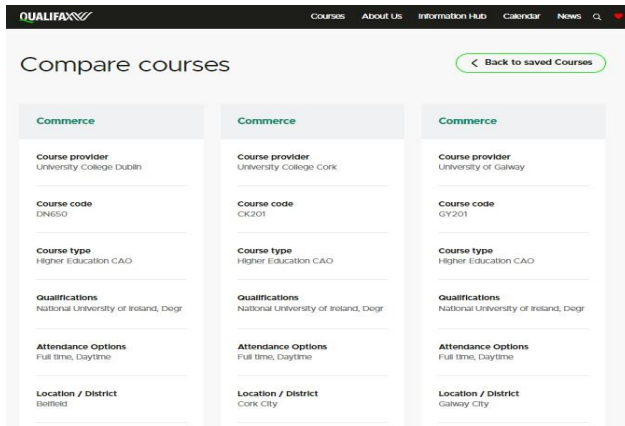 QUALIFAX
Courses About Us Information Hub Calendar News
Compare courses
Back to saved Courses
Commerce Commerce Commerce
Course provider Course provider Course provider
University College Dublin University College Cork University of Galway
Course code Course code Course code
DN650 CK201 GY201
Course type Course type Course type
Higher Education CAO Higher Education CAO Higher Education CAO
Qualifications Qualifications Qualifications
National University of Ireland, Degr National University of Ireland, Degr National University of Ireland, Degr
Attendance Options Attendance Options Attendance Options
Full time, Daytime Full time, Daytime Full time, Daytime
Location / District Location / District Location / District
Belfield Cork City Galway City